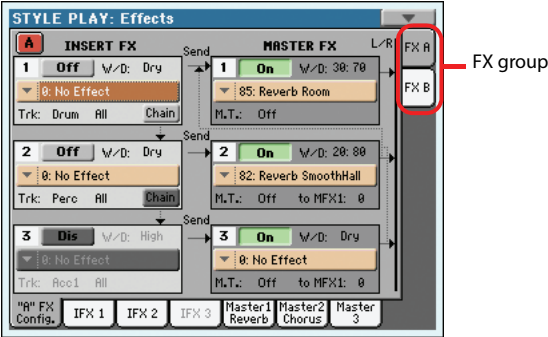 STYLE PLAY: Effects
A INSERT FX Send MASTER FX L/R FX A
1 Off W/D: Dry 1 On W/D: 30:70
0: No Effect 85: Reverb Room
Trk: Drum All Chain M.T.: Off
FX B
FX group
Send
2 Off W/D: Dry 2 On W/D: 20:80
0: No Effect 82: Reverb SmoothHall
Trk: Perc All Chain M.T.: Off to MFX1: 0
Send
3 Dis W/D: High 3 On W/D: Dry
0: No Effect 0: No Effect
Trk: Acc1 All M.T.: Off to MFX1: 0
"A" FX Config. IFX 1 IFX 2 IFX 3 Master1 Reverb Master2 Chorus Master 3